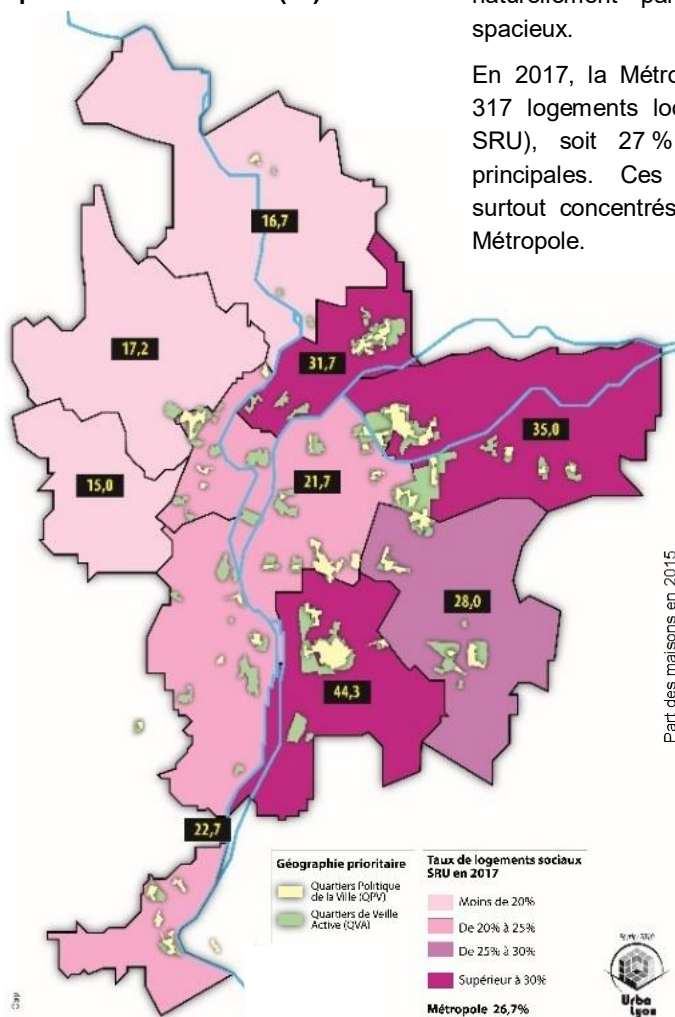 naturellement par
spacieux.
En 2017, la Métro
317 logements loc
SRU), soit 27 %
principales. Ces
surtout concentrés
Métropole.
16,7
17,2
31,7
35,0
15,0
21,7
28,0
44,3
22,7
Part des maisons en 2015
Géographie prioritaire
Quartiers Politique
de la Ville (QPV)
Quartiers de Veille
Active (QVA)
Taux de logements sociaux
SRU en 2017
Moins de 20%
De 20% à 25%
De 25% à 30%
Supérieur à 30%
Métropole 26,7%
Urba
Lyon